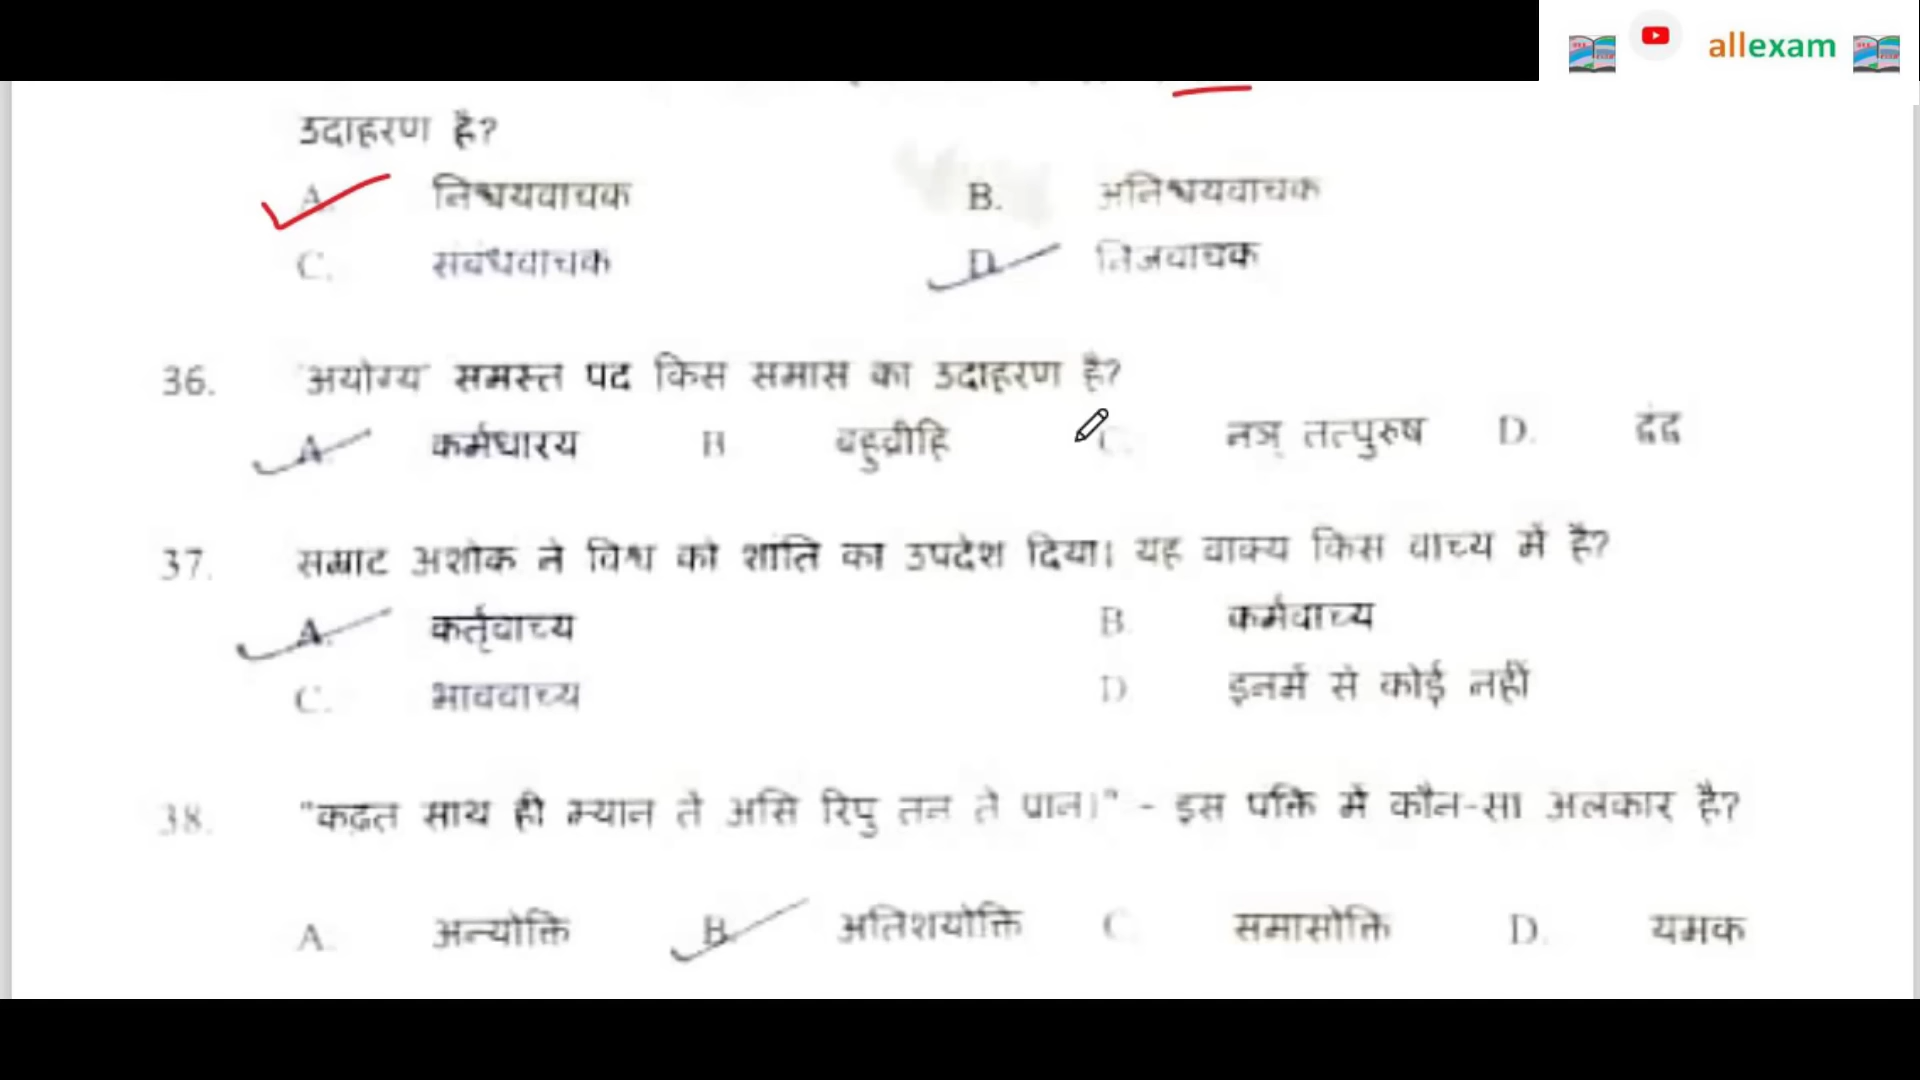 allexam
उदाहरण है?
A. निश्चयवाचक B. अनिश्चयवाचक
C. संबंधवाचक D. निजवाचक
36. 'अयोग्य' समस्त पद किस समास का उदाहरण है?
A. कर्मधारय B. बहुव्रीहि C. नञ् तत्पुरुष D. द्वंद्व
37. सम्राट अशोक ने विश्व को शांति का उपदेश दिया। यह वाक्य किस वाच्य में है?
A. कर्तृवाच्य B. कर्मवाच्य
C. भाववाच्य D इनमें से कोई नहीं
38. "कढ़त साथ ही म्यान ते असि रिपु तन ते प्रान।" - इस पंक्ति में कौन-सा अलंकार है?
A. अन्योक्ति B. अतिशयोक्ति C. समासोक्ति D. यमक